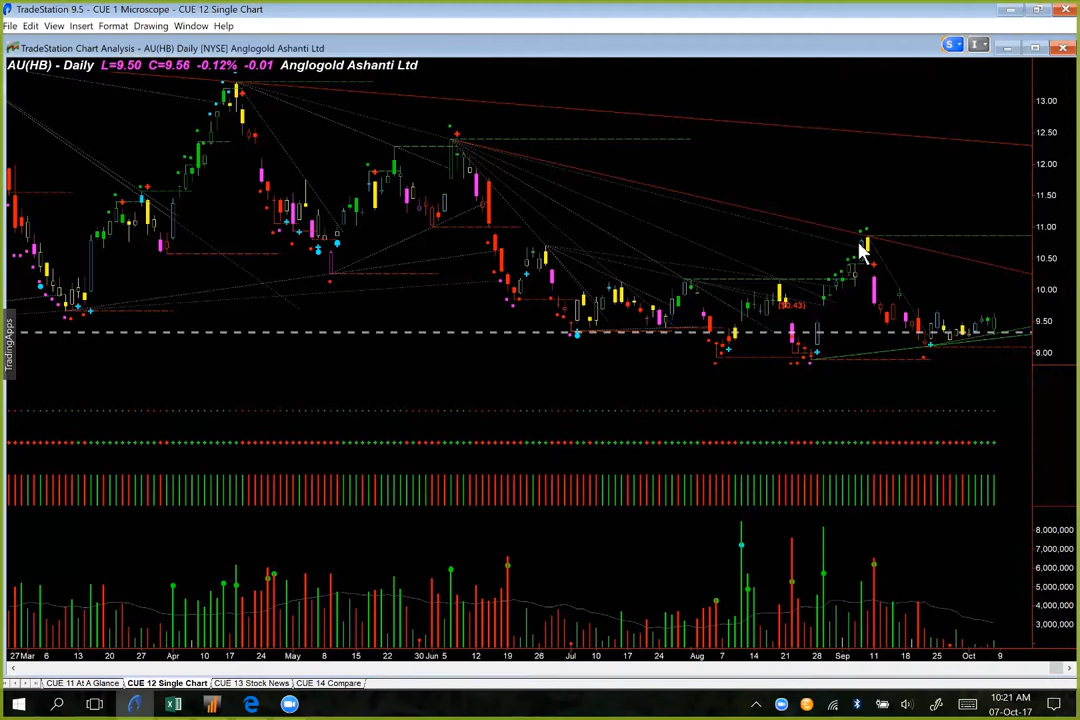 TradeStation 9.5 - CUE 1 Microscope - CUE 12 Single Chart
File Edit View Insert Format Drawing Window Help
TradeStation Chart Analysis - AU(HB) Daily [NYSE] Anglogold Ashanti Ltd
S I
AU(HB) - Daily L=9.50 C=9.56 -0.12% -0.01 Anglogold Ashanti Ltd
13.00
12.50
12.00
11.50
11.00
10.50
10.00
($0.43)
9.50
9.00
TradingApps
8,000,000
7,000,000
6,000,000
5,000,000
4,000,000
3,000,000
27 Mar 6 13 20 27 Apr 10 17 24 May 8 15 22 30 Jun 5 12 19 26 Jul 10 17 24 Aug 7 14 21 28 Sep 11 18 25 Oct 9
CUE 11 At A Glance CUE 12 Single Chart CUE 13 Stock News CUE 14 Compare
10:21 AM
07-Oct-17